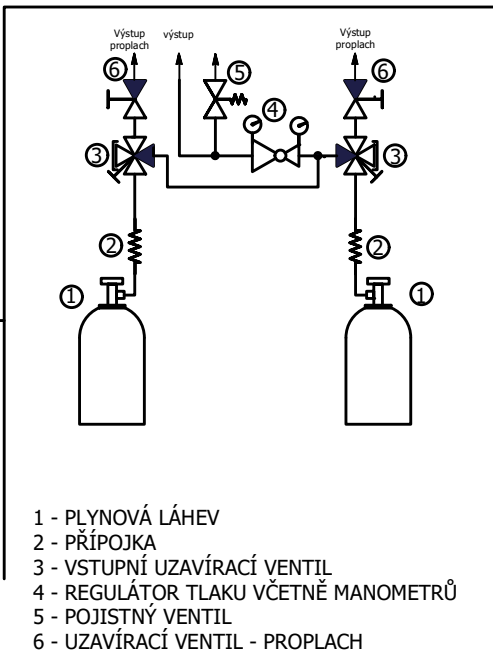 Výstup
proplach
výstup
Výstup
proplach
6
5
6
4
3
3
2
2
1
1
1 - PLYNOVÁ LÁHEV
2 - PŘÍPOJKA
3 - VSTUPNÍ UZAVÍRACÍ VENTIL
4 - REGULÁTOR TLAKU VČETNĚ MANOMETRŮ
5 - POJISTNÝ VENTIL
6 - UZAVÍRACÍ VENTIL - PROPLACH